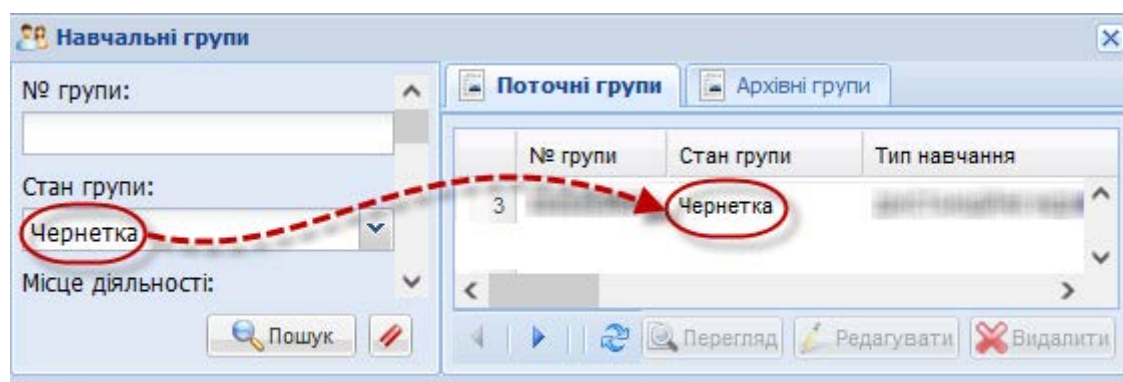 Навчальні групи
№ групи:
Стан групи:
Чернетка
Місце діяльності:
Пошук
Поточні групи
Архівні групи
№ групи Стан групи Тип навчання
3 Чернетка
Перегляд Редагувати Видалити